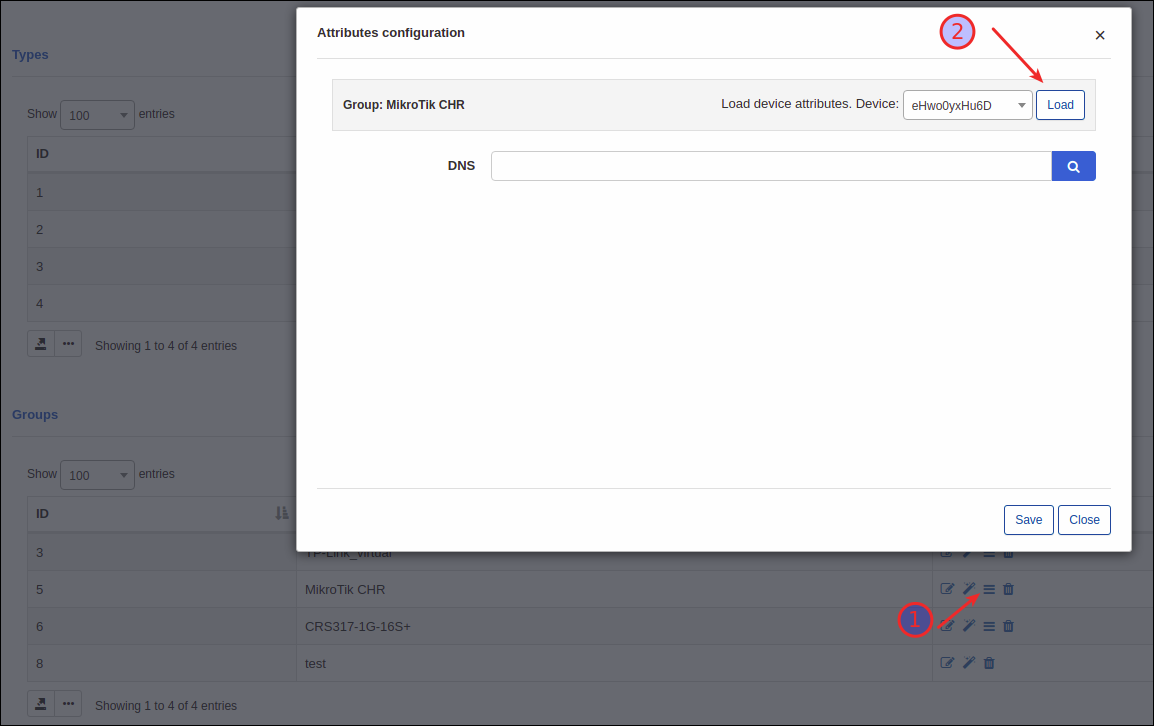 Attributes configuration
×
2
Types
Group: MikroTik CHR
Load device attributes. Device:
eHwo0yxHu6D
Load
Show 100 entries
ID
DNS
1
2
3
4
Showing 1 to 4 of 4 entries
Groups
Show 100 entries
ID
Save
Close
3 TP-Link_virtual
5 MikroTik CHR
1
6 CRS317-1G-16S+
8 test
Showing 1 to 4 of 4 entries